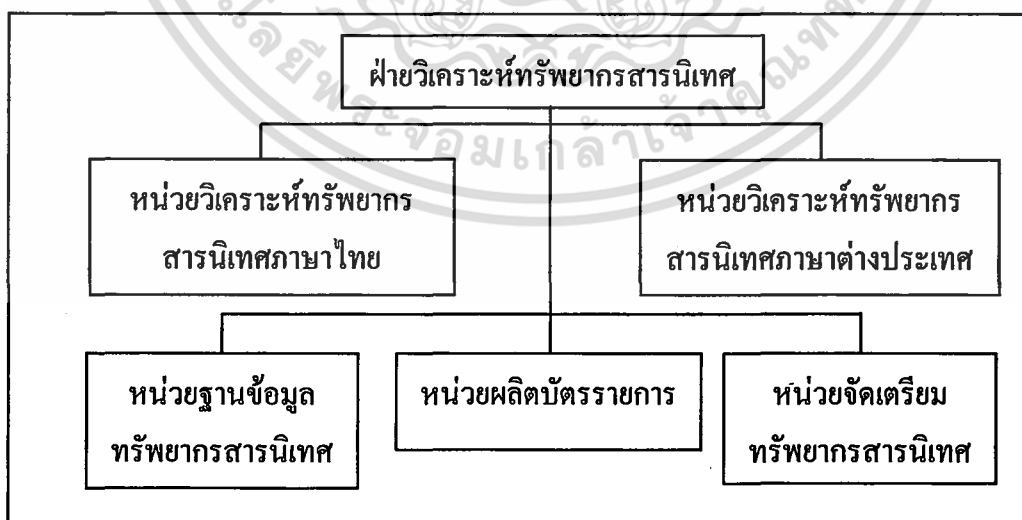 ฝ่ายวิเคราะห์ทรัพยากรสารนิเทศ
หน่วยวิเคราะห์ทรัพยากร
สารนิเทศภาษาไทย
หน่วยวิเคราะห์ทรัพยากร
สารนิเทศภาษาต่างประเทศ
หน่วยฐานข้อมูล
ทรัพยากรสารนิเทศ
หน่วยผลิตบัตรรายการ
หน่วยจัดเตรียม
ทรัพยากรสารนิเทศ